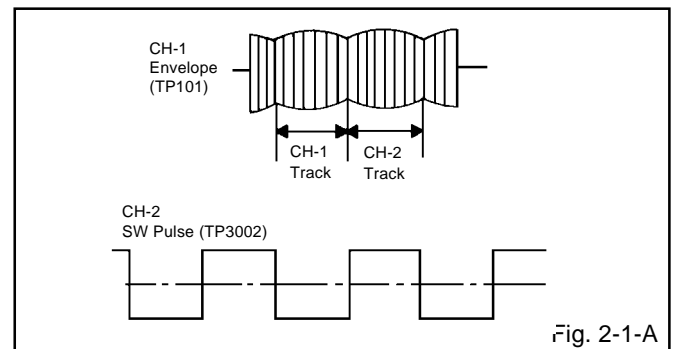 CH-1
Envelope
(TP101)
CH-1
Track
CH-2
Track
CH-2
SW Pulse (TP3002)
Fig. 2-1-A